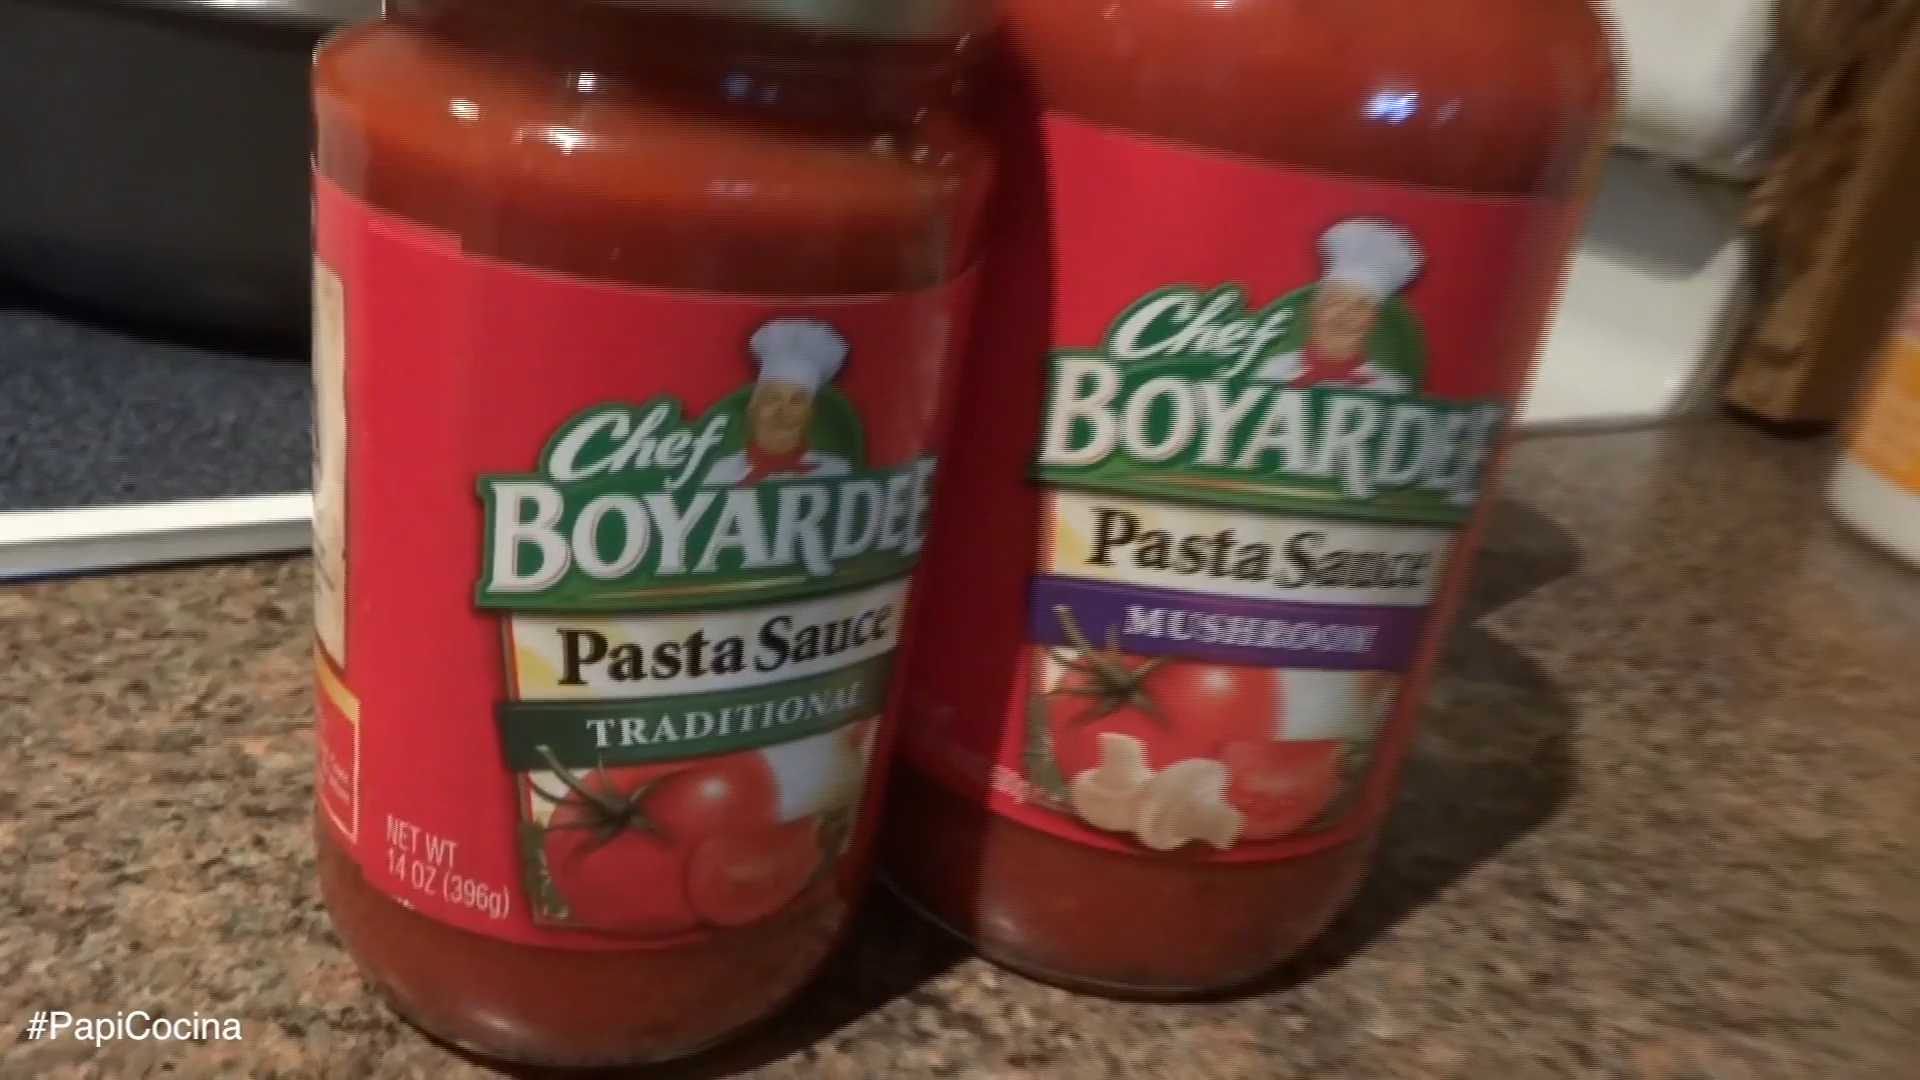 Chef
BOYARDEE
Pasta Sauce
TRADITIONAL
NET WT
14 OZ (396g)
Chef
BOYARDEE
Pasta Sauce
MUSHROOM
#PapiCocina